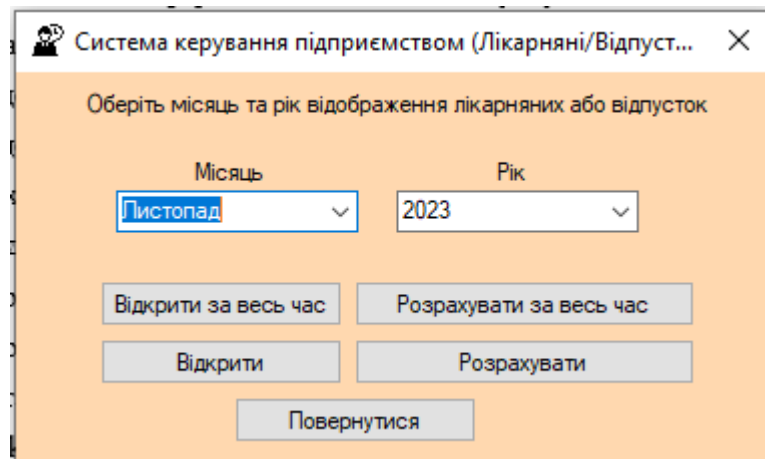 Система керування підприємством (Лікарняні/Відпуст...
Оберіть місяць та рік відображення лікарняних або відпусток
Місяць Рік
Листопад 2023
Відкрити за весь час Розрахувати за весь час
Відкрити Розрахувати
Повернутися